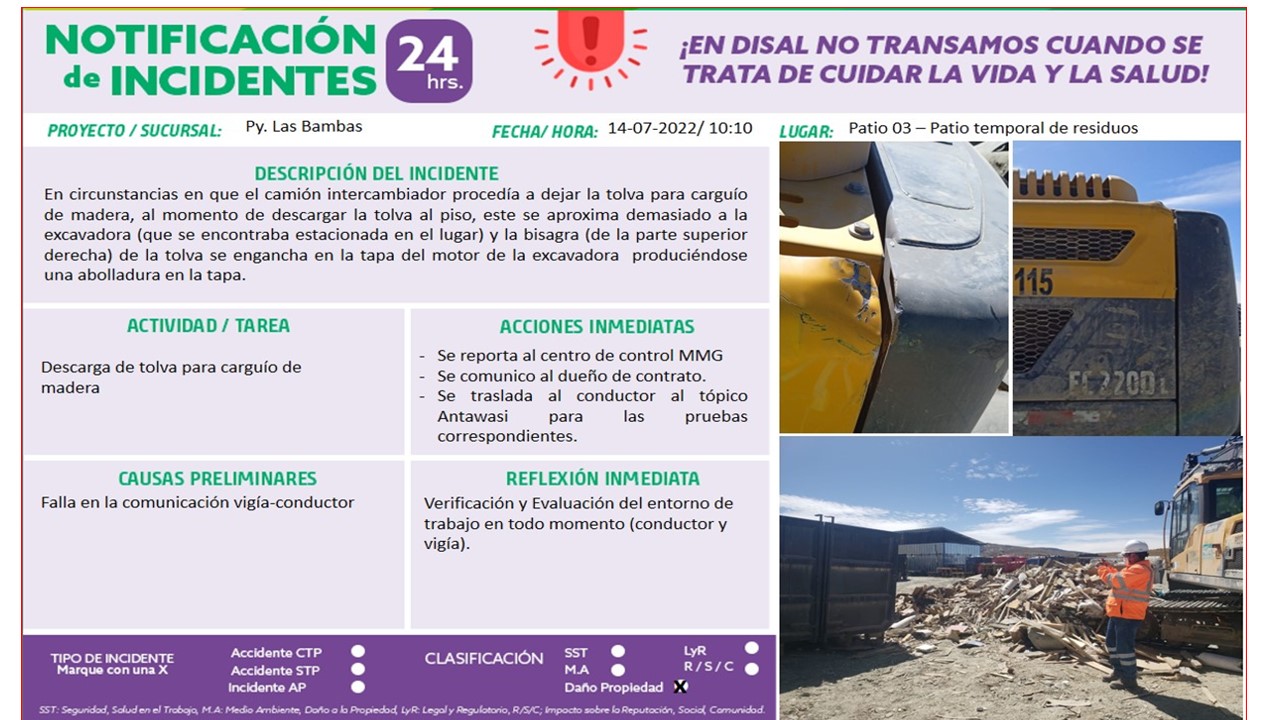 NOTIFICACIÓN
de INCIDENTES
24
hrs.
¡EN DISAL NO TRANSAMOS CUANDO SE
TRATA DE CUIDAR LA VIDA Y LA SALUD!
PROYECTO / SUCURSAL: Py. Las Bambas
FECHA/ HORA: 14-07-2022/ 10:10
LUGAR: Patio 03 – Patio temporal de residuos
DESCRIPCIÓN DEL INCIDENTE
En circunstancias en que el camión intercambiador procedía a dejar la tolva para carguío
de madera, al momento de descargar la tolva al piso, este se aproxima demasiado a la
excavadora (que se encontraba estacionada en el lugar) y la bisagra (de la parte superior
derecha) de la tolva se engancha en la tapa del motor de la excavadora produciéndose
una abolladura en la tapa.
ACTIVIDAD / TAREA
Descarga de tolva para carguío de
madera
ACCIONES INMEDIATAS
- Se reporta al centro de control MMG
- Se comunico al dueño de contrato.
- Se traslada al conductor al tópico
Antawasi para las pruebas
correspondientes.
CAUSAS PRELIMINARES
Falla en la comunicación vigía-conductor
REFLEXIÓN INMEDIATA
Verificación y Evaluación del entorno de
trabajo en todo momento (conductor y
vigía).
115
EC220D
TIPO DE INCIDENTE
Marque con una X
Accidente CTP
Accidente STP
Incidente AP
CLASIFICACIÓN
SST
M.A
Daño Propiedad X
LyR
R / S / C
SST: Seguridad, Salud en el Trabajo, M.A: Medio Ambiente, Daño a la Propiedad, LyR: Legal y Regulatorio, R/S/C; Impacto sobre la Reputación, Social, Comunidad.